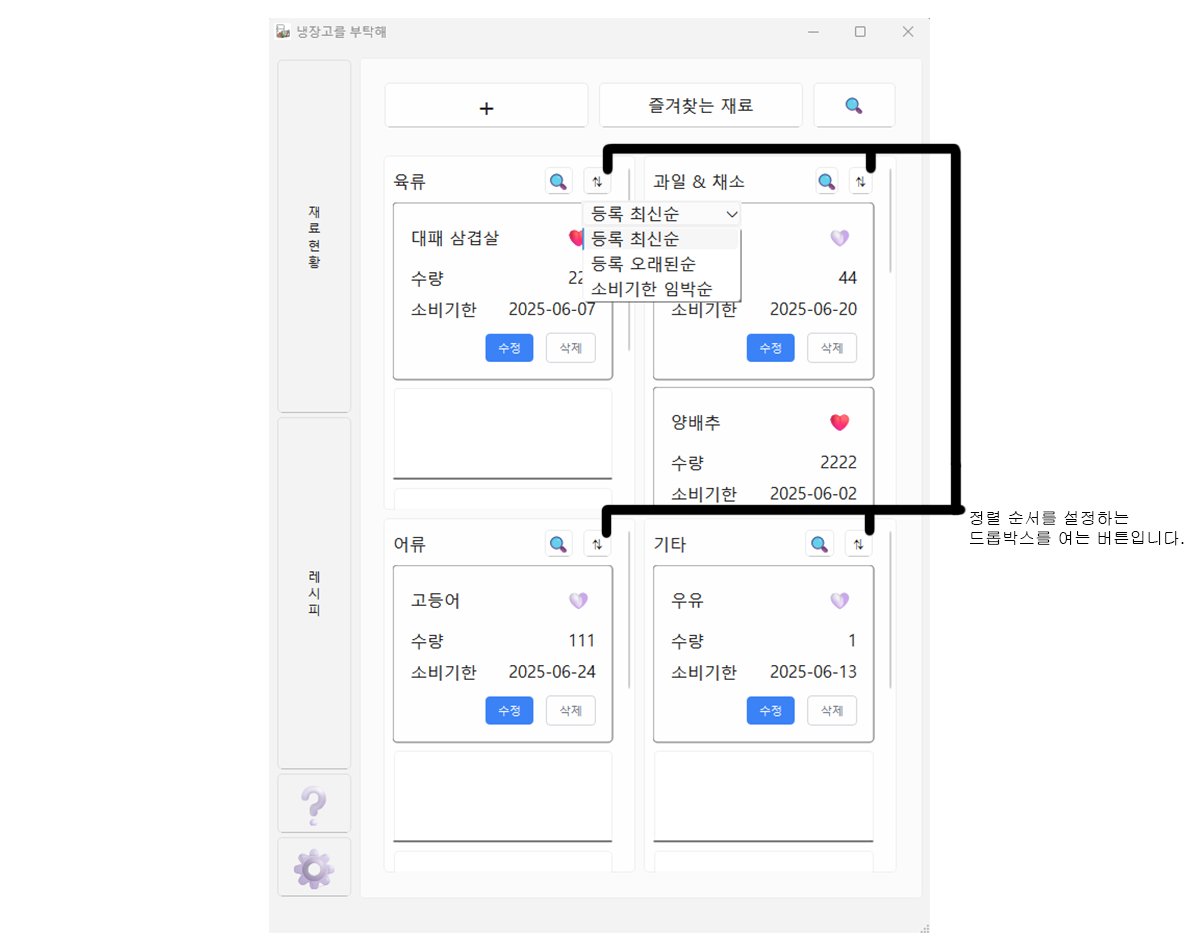 냉장고를 부탁해
재료현황
레시피
+
즐겨찾는 재료
육류
등록 최신순
등록 최신순
등록 오래된순
소비기한 임박순
대패 삼겹살
수량 22
소비기한 2025-06-07
수정 삭제
과일 & 채소
44
소비기한 2025-06-20
수정 삭제
양배추
수량 2222
소비기한 2025-06-02
어류
고등어
수량 111
소비기한 2025-06-24
수정 삭제
기타
우유
수량 1
소비기한 2025-06-13
수정 삭제
정렬 순서를 설정하는
드롭박스를 여는 버튼입니다.